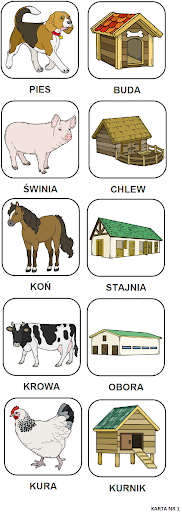 PIES BUDA
ŚWINIA CHLEW
KOŃ STAJNIA
KROWA OBORA
KURA KURNIK
KARTA NR 1